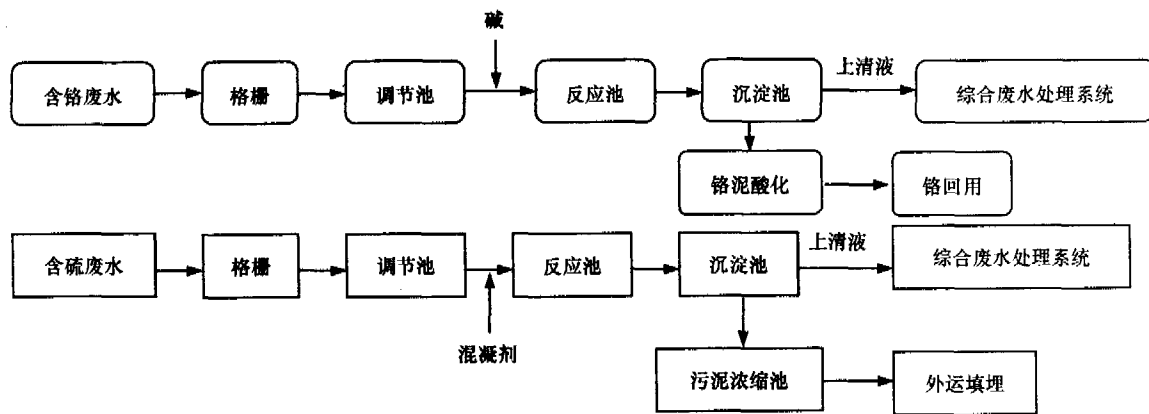 碱
含铬废水
格栅
调节池
反应池
沉淀池
上清液
综合废水处理系统
铬泥酸化
铬回用
含硫废水
格栅
调节池
反应池
沉淀池
上清液
综合废水处理系统
混凝剂
污泥浓缩池
外运填埋